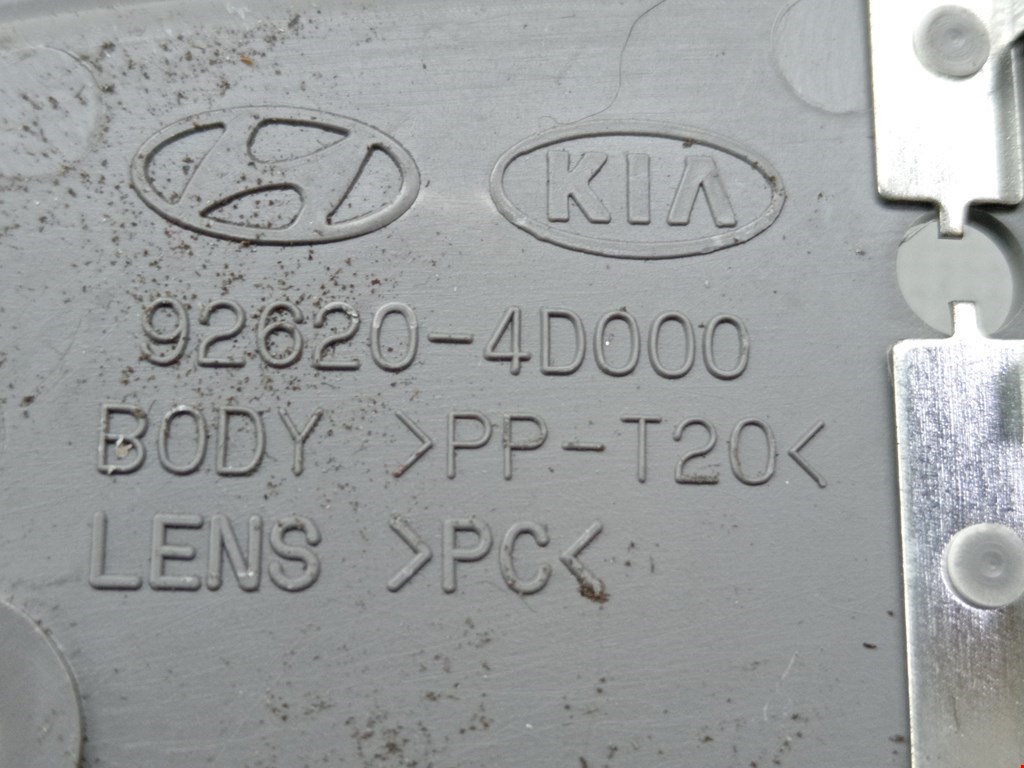 KIA
92620-4D000
BODY >PP-T20<
LENS >PC<